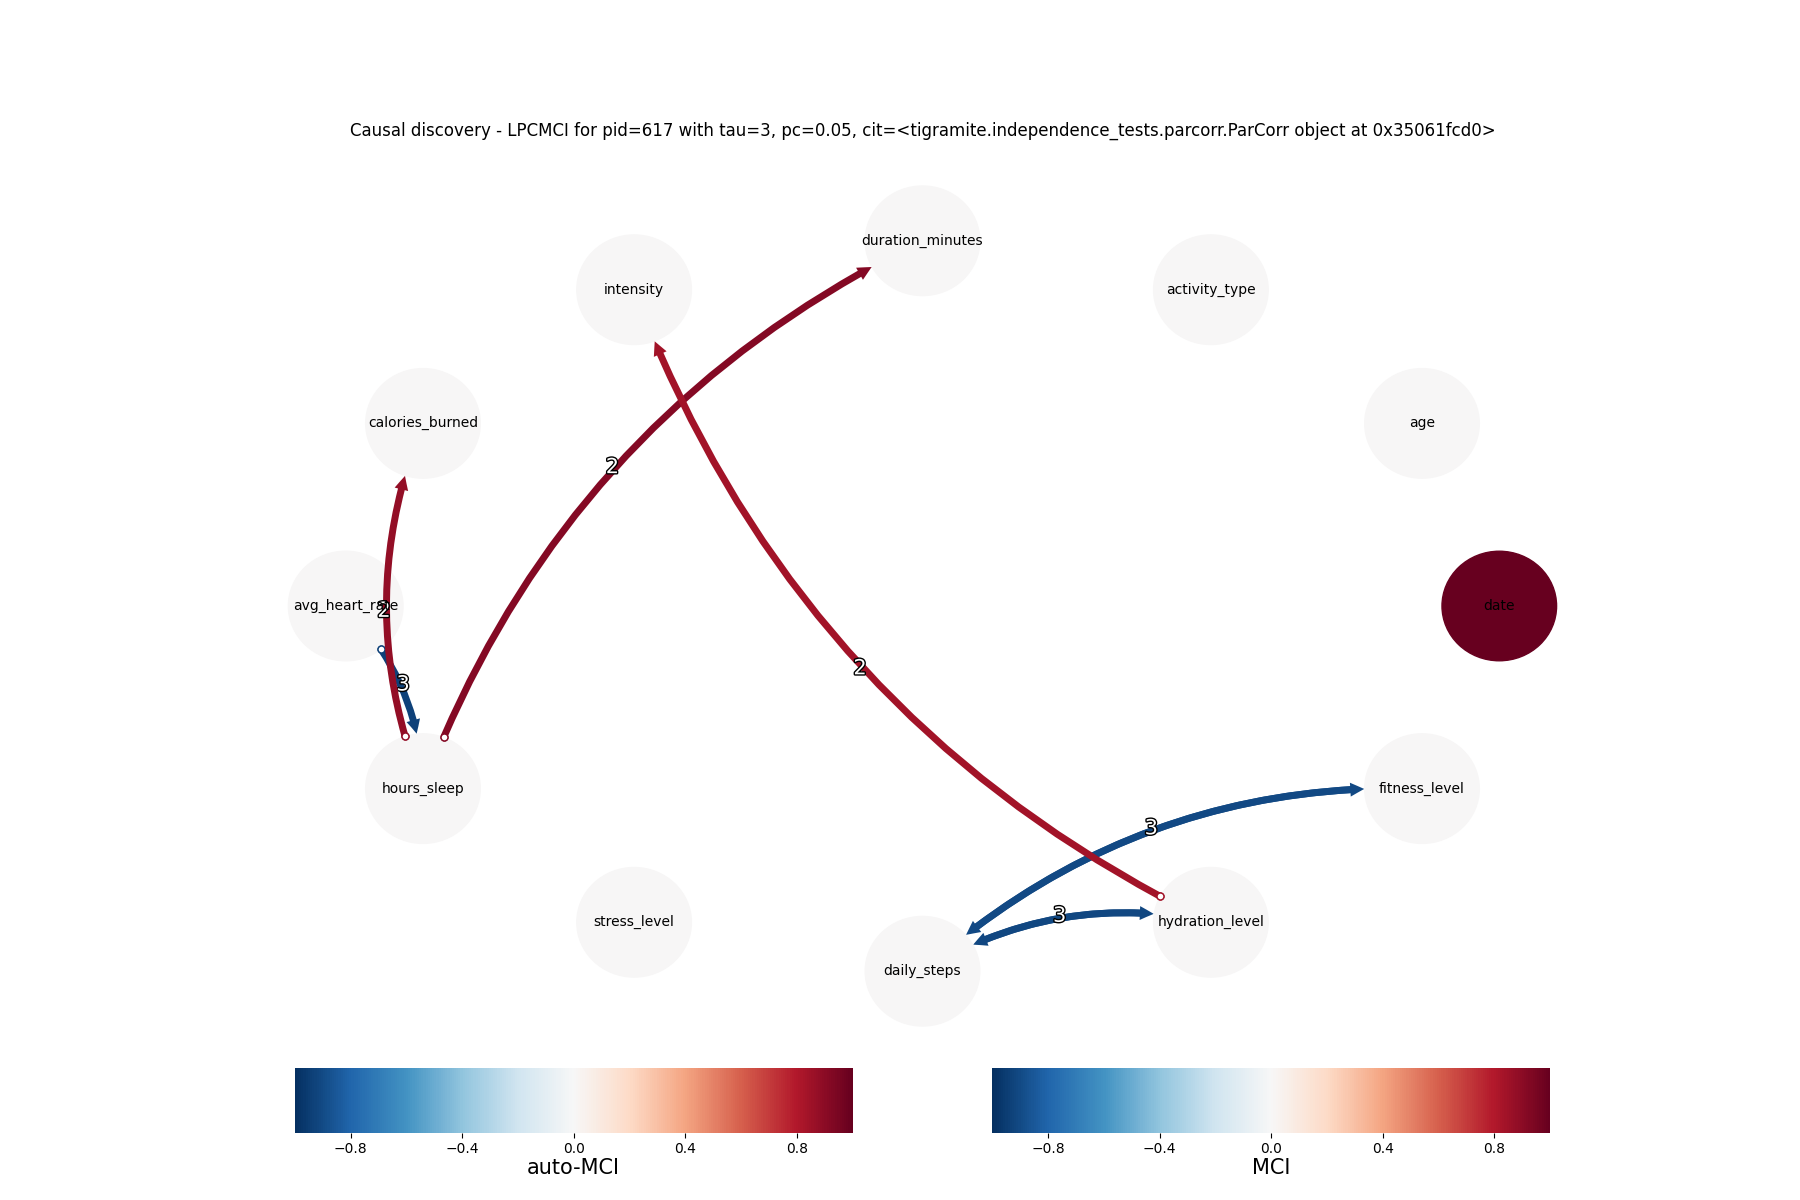 Causal discovery - LPCMCI for pid=617 with tau=3, pc=0.05, cit=<tigramite.independence_tests.parcorr.ParCorr object at 0x35061fcd0>
duration_minutes
intensity
activity_type
calories_burned
age
2
avg_heart_rate
2
date
2
3
hours_sleep
fitness_level
3
3
stress_level
hydration_level
daily_steps
−0.8 −0.4 0.0 0.4 0.8
auto-MCI
−0.8 −0.4 0.0 0.4 0.8
MCI